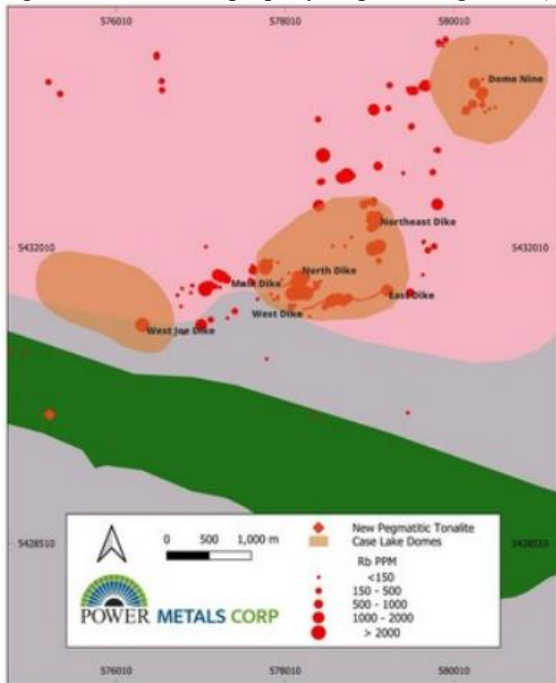 576010 578010 580010
Dome Nine
Northeast Dike
5432010 5432010
North Dike
Main Dike
East Dike
West Dike
West Joe Dike
5428510 5428510
0 500 1,000 m
New Pegmatitic Tonalite
Case Lake Domes
Rb PPM
<150
150 - 500
500 - 1000
1000 - 2000
> 2000
POWER METALS CORP
576010 578010 580010